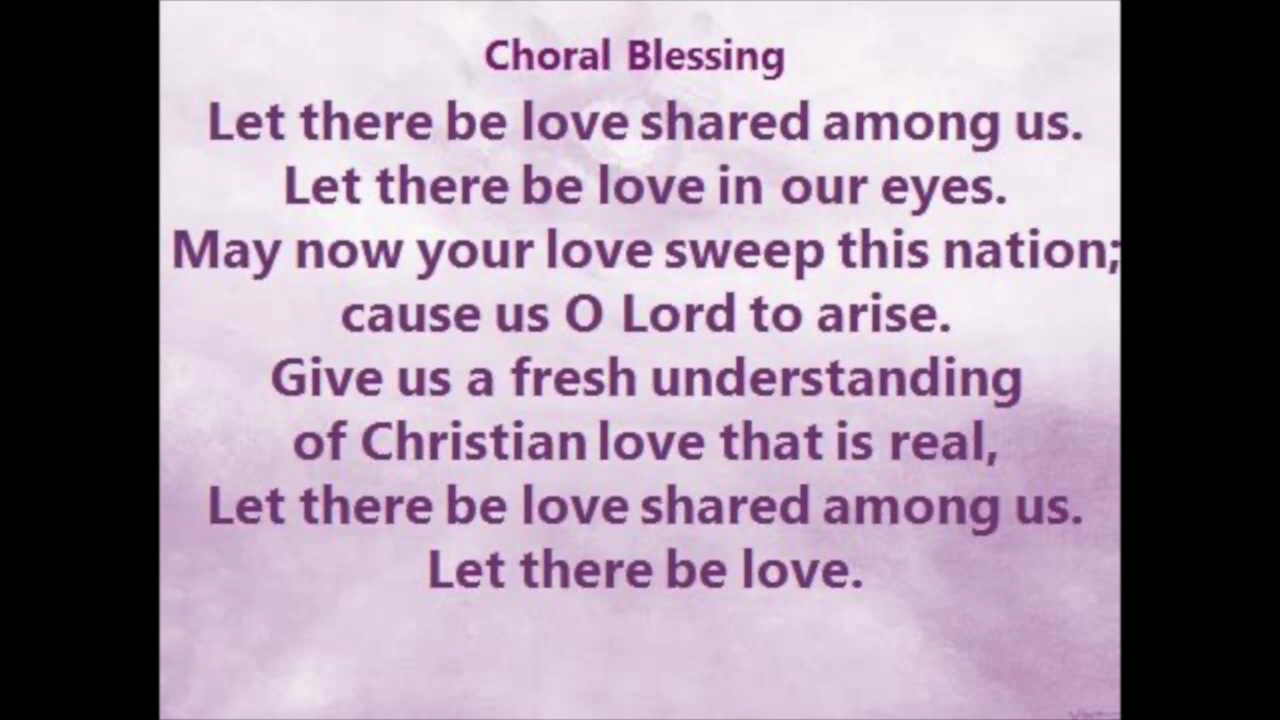 Choral Blessing
Let there be love shared among us.
Let there be love in our eyes.
May now your love sweep this nation;
cause us O Lord to arise.
Give us a fresh understanding
of Christian love that is real,
Let there be love shared among us.
Let there be love.